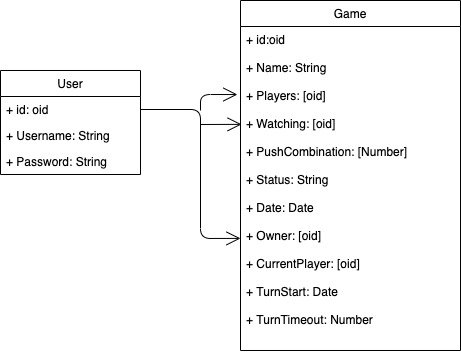 User
+ id: oid
+ Username: String
+ Password: String
Game
+ id:oid
+ Name: String
+ Players: [oid]
+ Watching: [oid]
+ PushCombination: [Number]
+ Status: String
+ Date: Date
+ Owner: [oid]
+ CurrentPlayer: [oid]
+ TurnStart: Date
+ TurnTimeout: Number